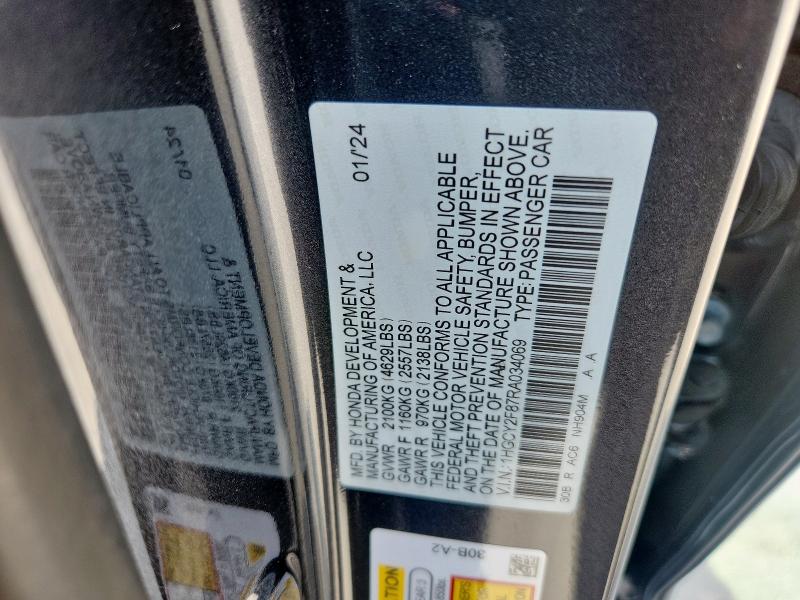 MFD. BY HONDA DEVELOPMENT &
MANUFACTURING OF AMERICA, LLC 01/'24
GVWR 2100KG (4629LBS)
GAWR F 1160KG (2557LBS)
GAWR R 970KG (2138LBS)
THIS VEHICLE CONFORMS TO ALL APPLICABLE
FEDERAL MOTOR VEHICLE SAFETY, BUMPER,
AND THEFT PREVENTION STANDARDS IN EFFECT
ON THE DATE OF MANUFACTURE SHOWN ABOVE.
V.I.N.: 1HGCY2F87RA034069 TYPE: PASSENGER CAR
30B R AC6 NH904M A A
30B-A2